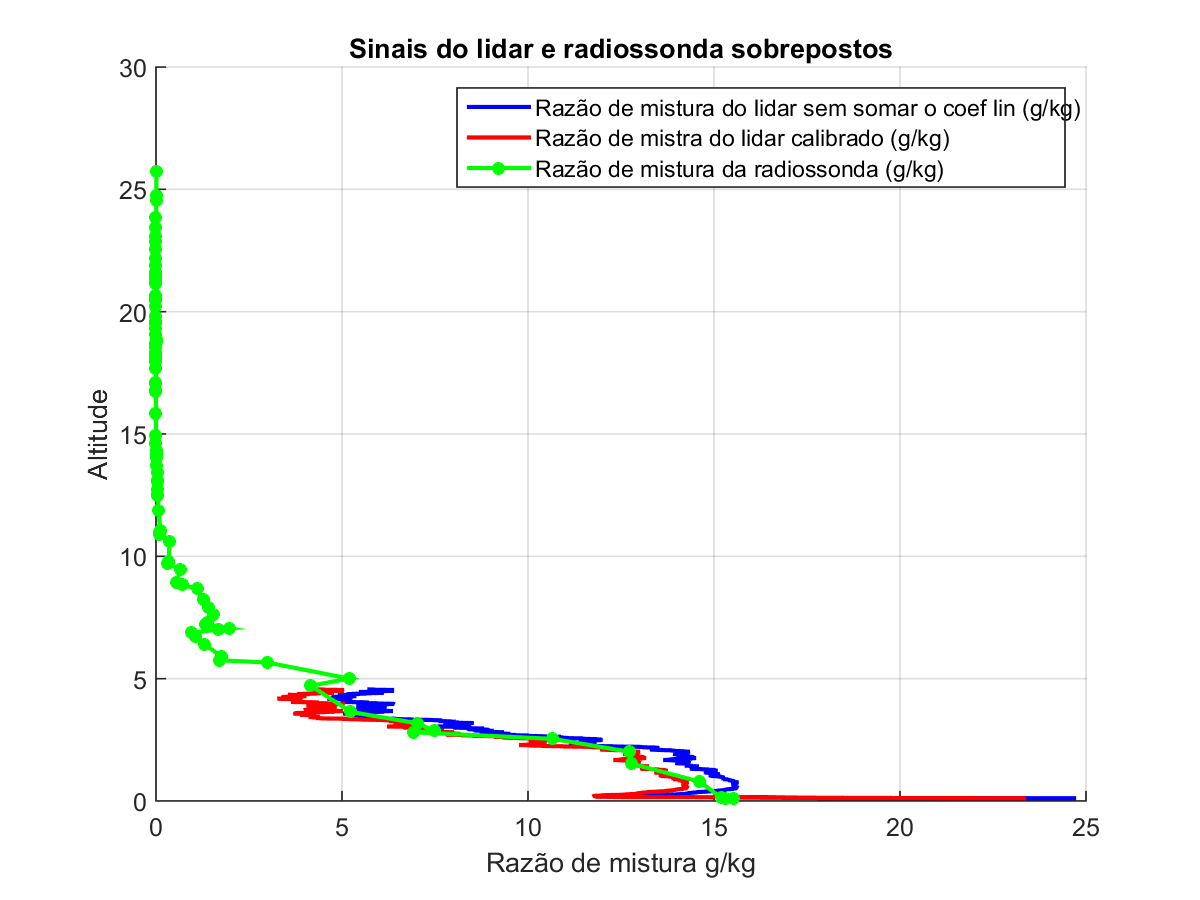 Sinais do lidar e radiossonda sobrepostos
30
Razão de mistura do lidar sem somar o coef lin (g/kg)
Razão de mistra do lidar calibrado (g/kg)
Razão de mistura da radiossonda (g/kg)
25
20
15
10
5
0
Altitude
0 5 10 15 20 25
Razão de mistura g/kg